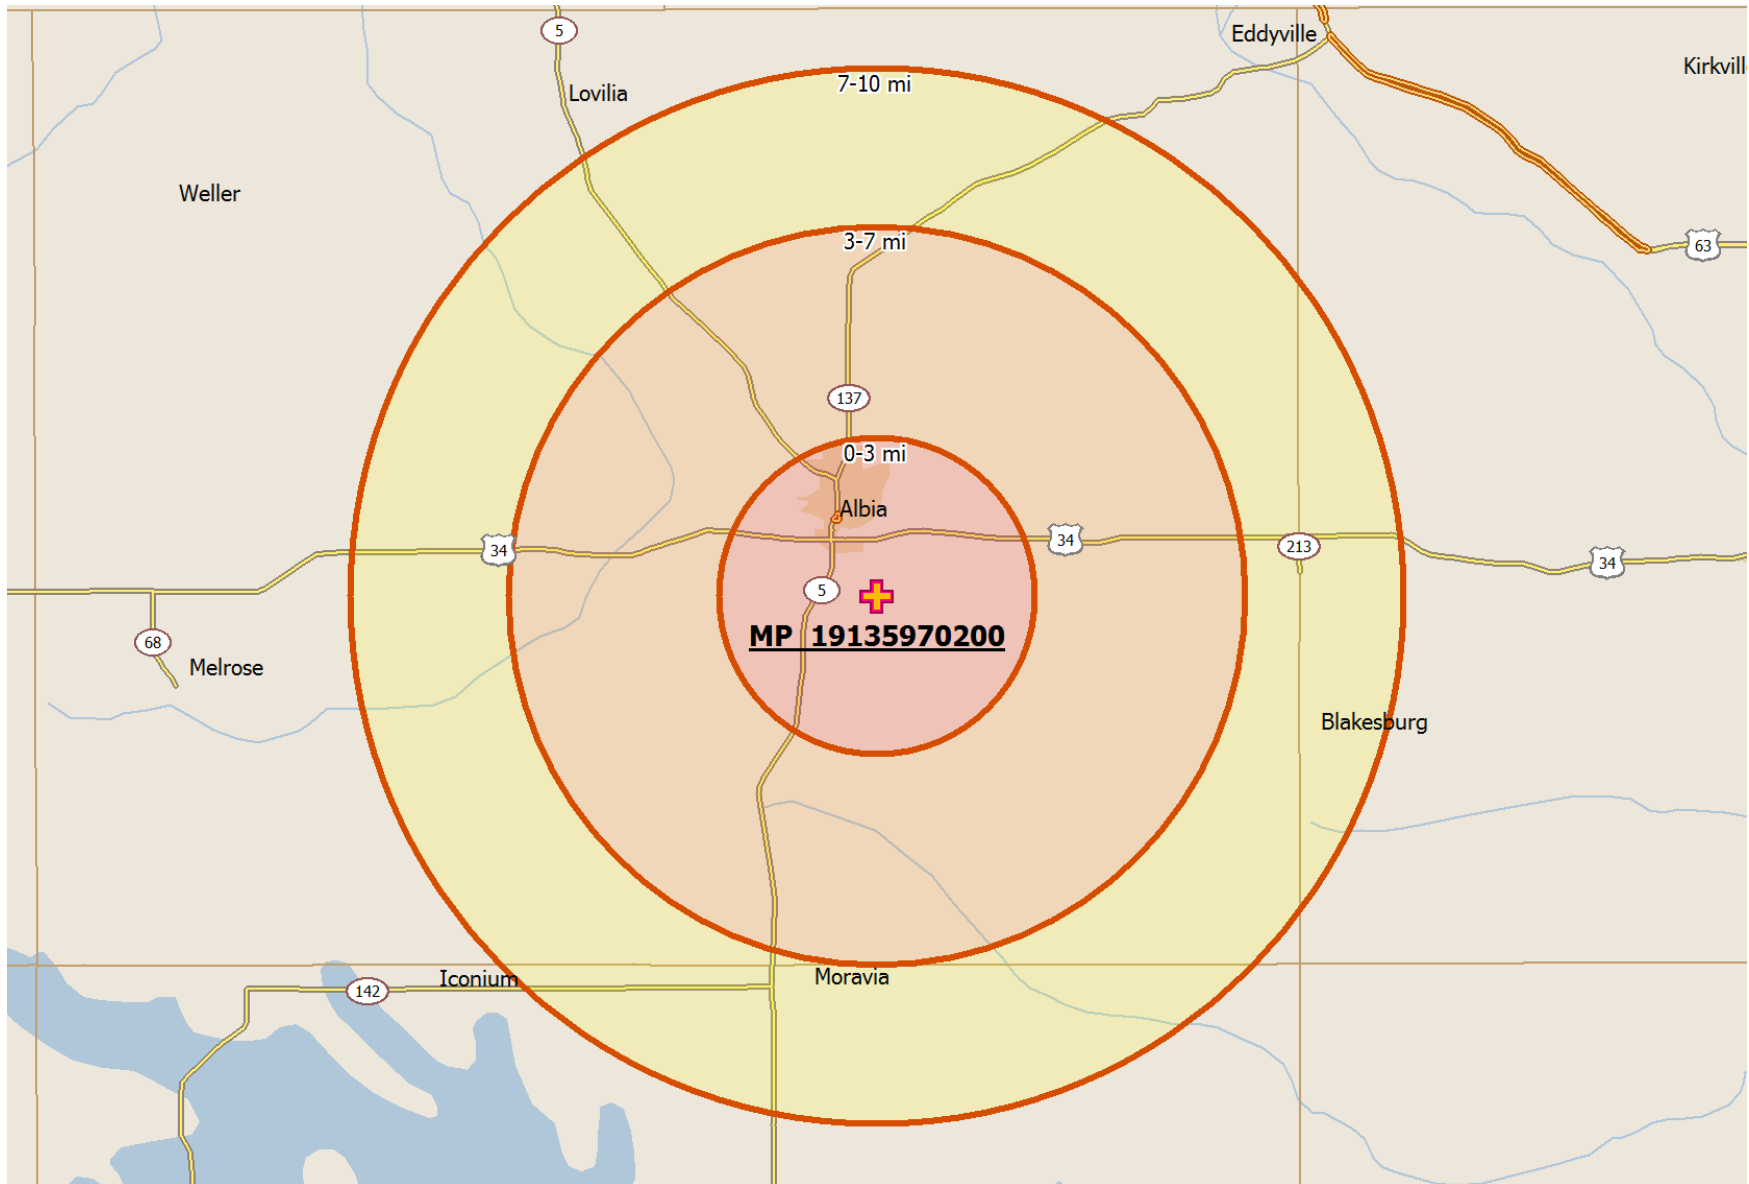 5
Eddyville
Kirkvill
7-10 mi
Lovilia
Weller
3-7 mi
63
137
0-3 mi
Albia
34
34
213
34
5
MP 19135970200
68
Melrose
Blakesburg
Iconium
Moravia
142